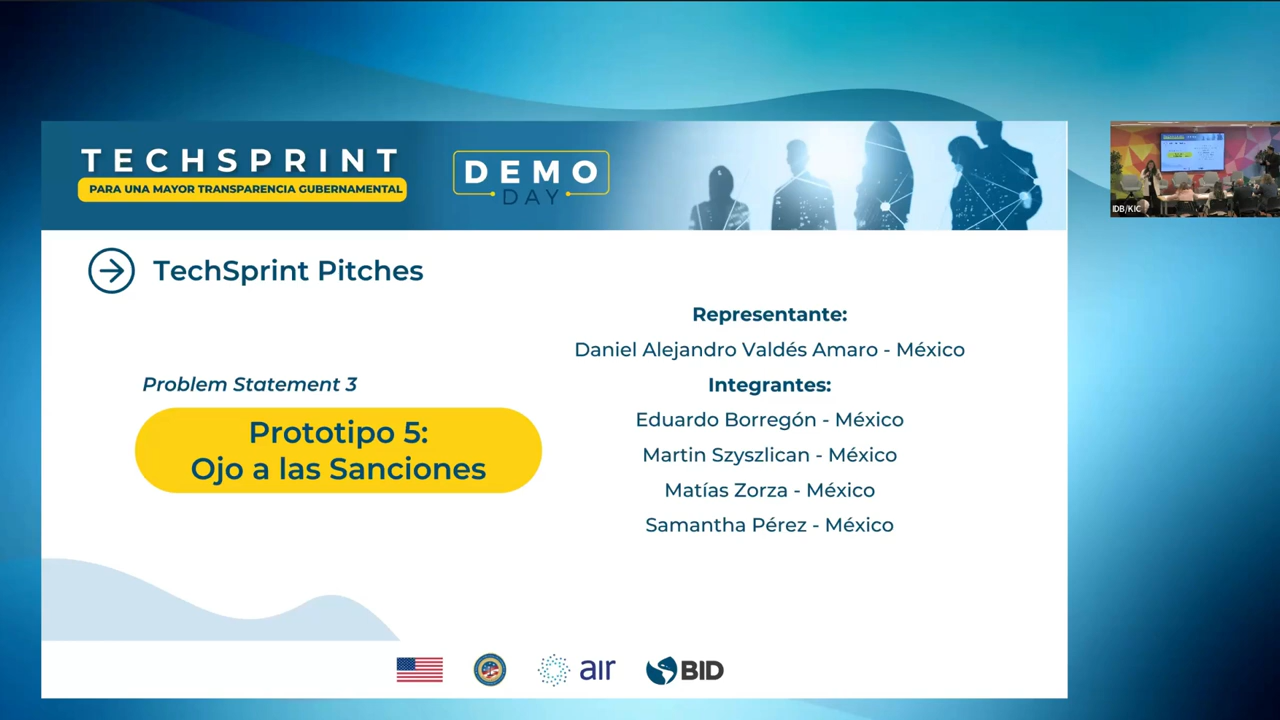 TECHSPRINT
PARA UNA MAYOR TRANSPARENCIA GUBERNAMENTAL
DEMO
DAY
TechSprint Pitches
Problem Statement 3
Prototipo 5:
Ojo a las Sanciones
Representante:
Daniel Alejandro Valdés Amaro - México
Integrantes:
Eduardo Borregón - México
Martin Szyszlican - México
Matías Zorza - México
Samantha Pérez - México
air
BID
IDB/KIC